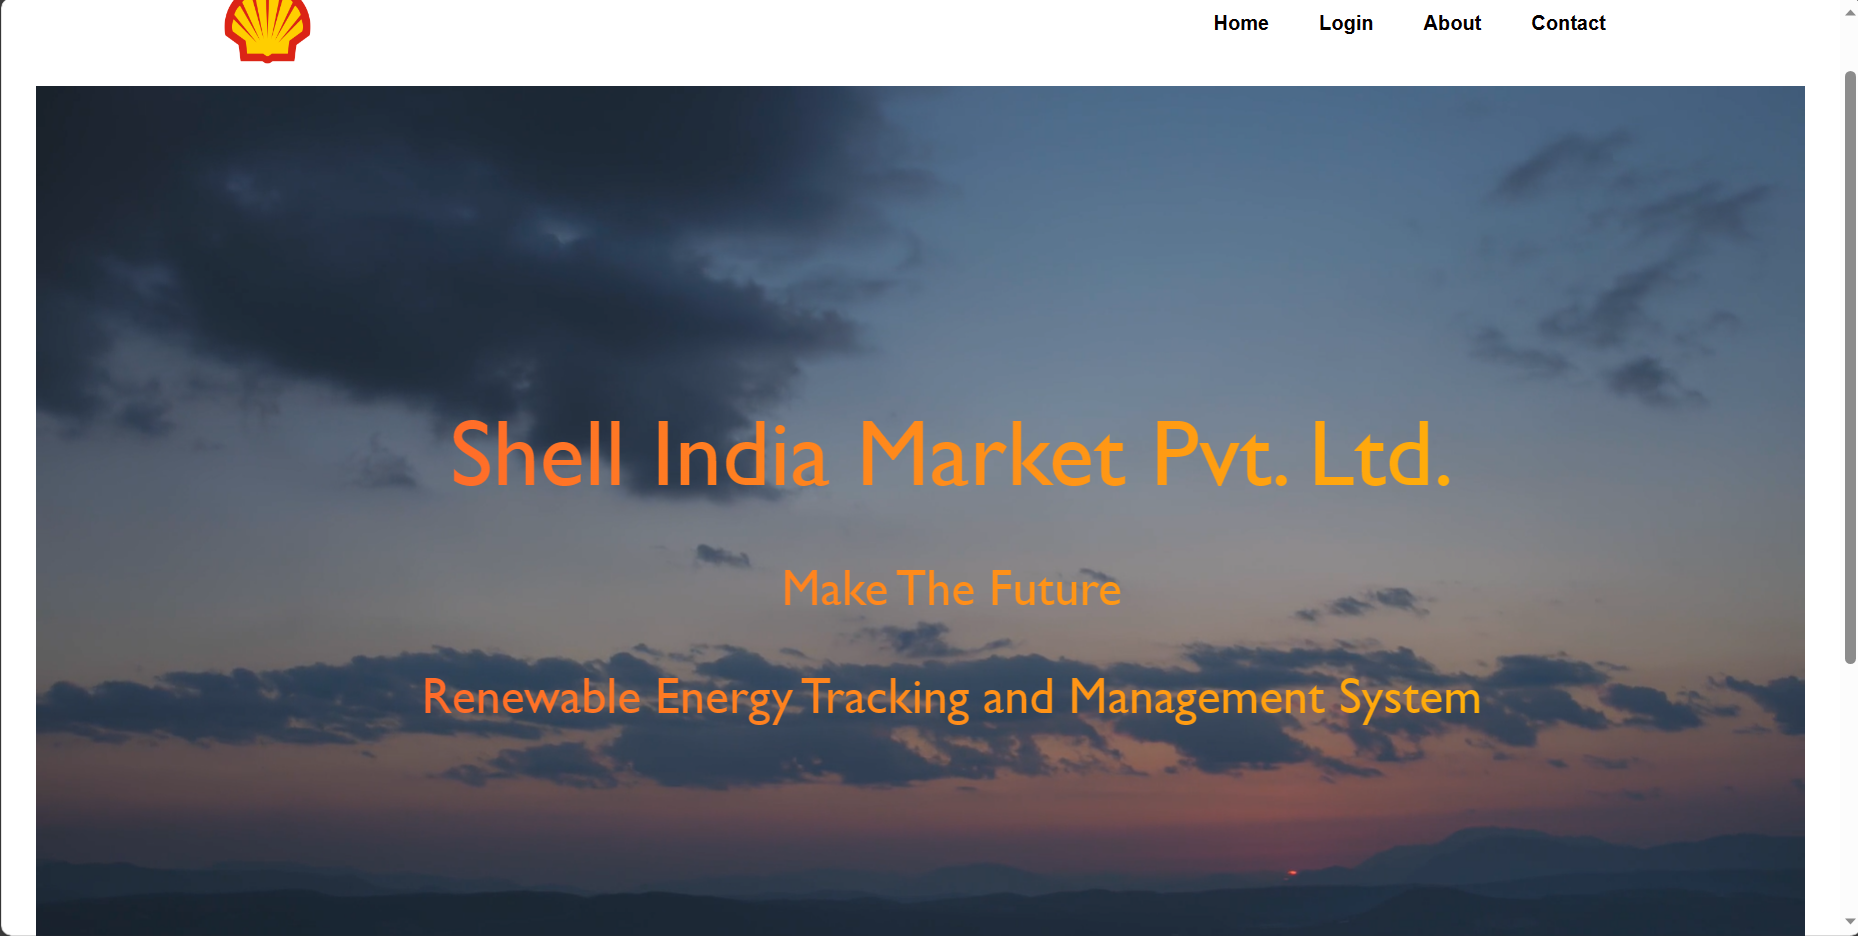 Home Login About Contact
Shell India Market Pvt. Ltd.
Make The Future
Renewable Energy Tracking and Management System